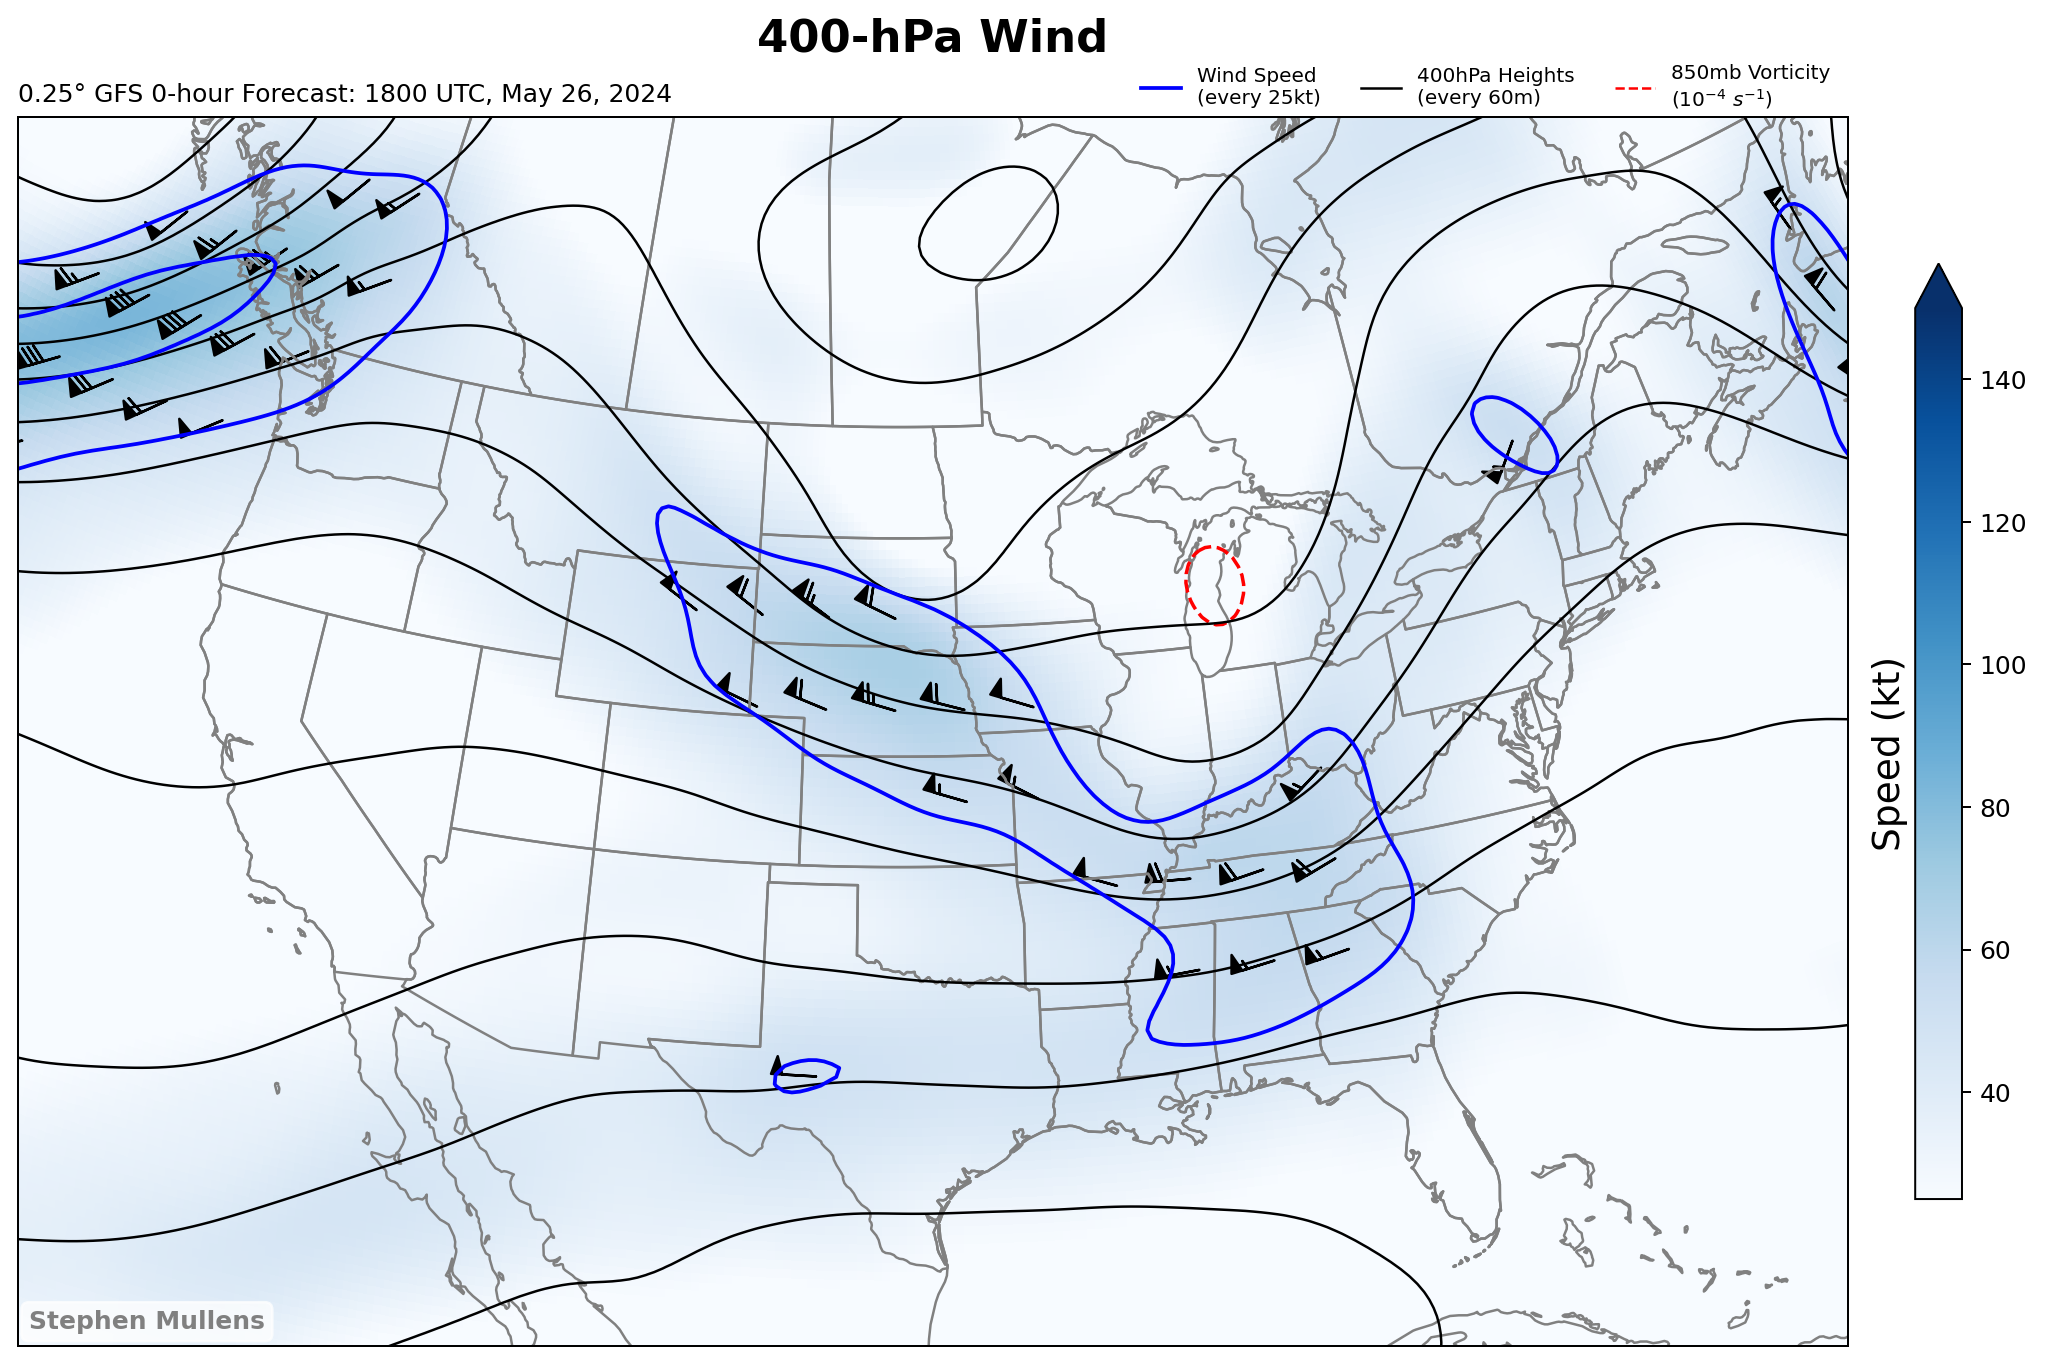 400-hPa Wind
0.25° GFS 0-hour Forecast: 1800 UTC, May 26, 2024
Wind Speed
(every 25kt)
400hPa Heights
(every 60m)
850mb Vorticity
(10⁻⁴ s⁻¹)
140
120
100
80
60
40
Speed (kt)
Stephen Mullens